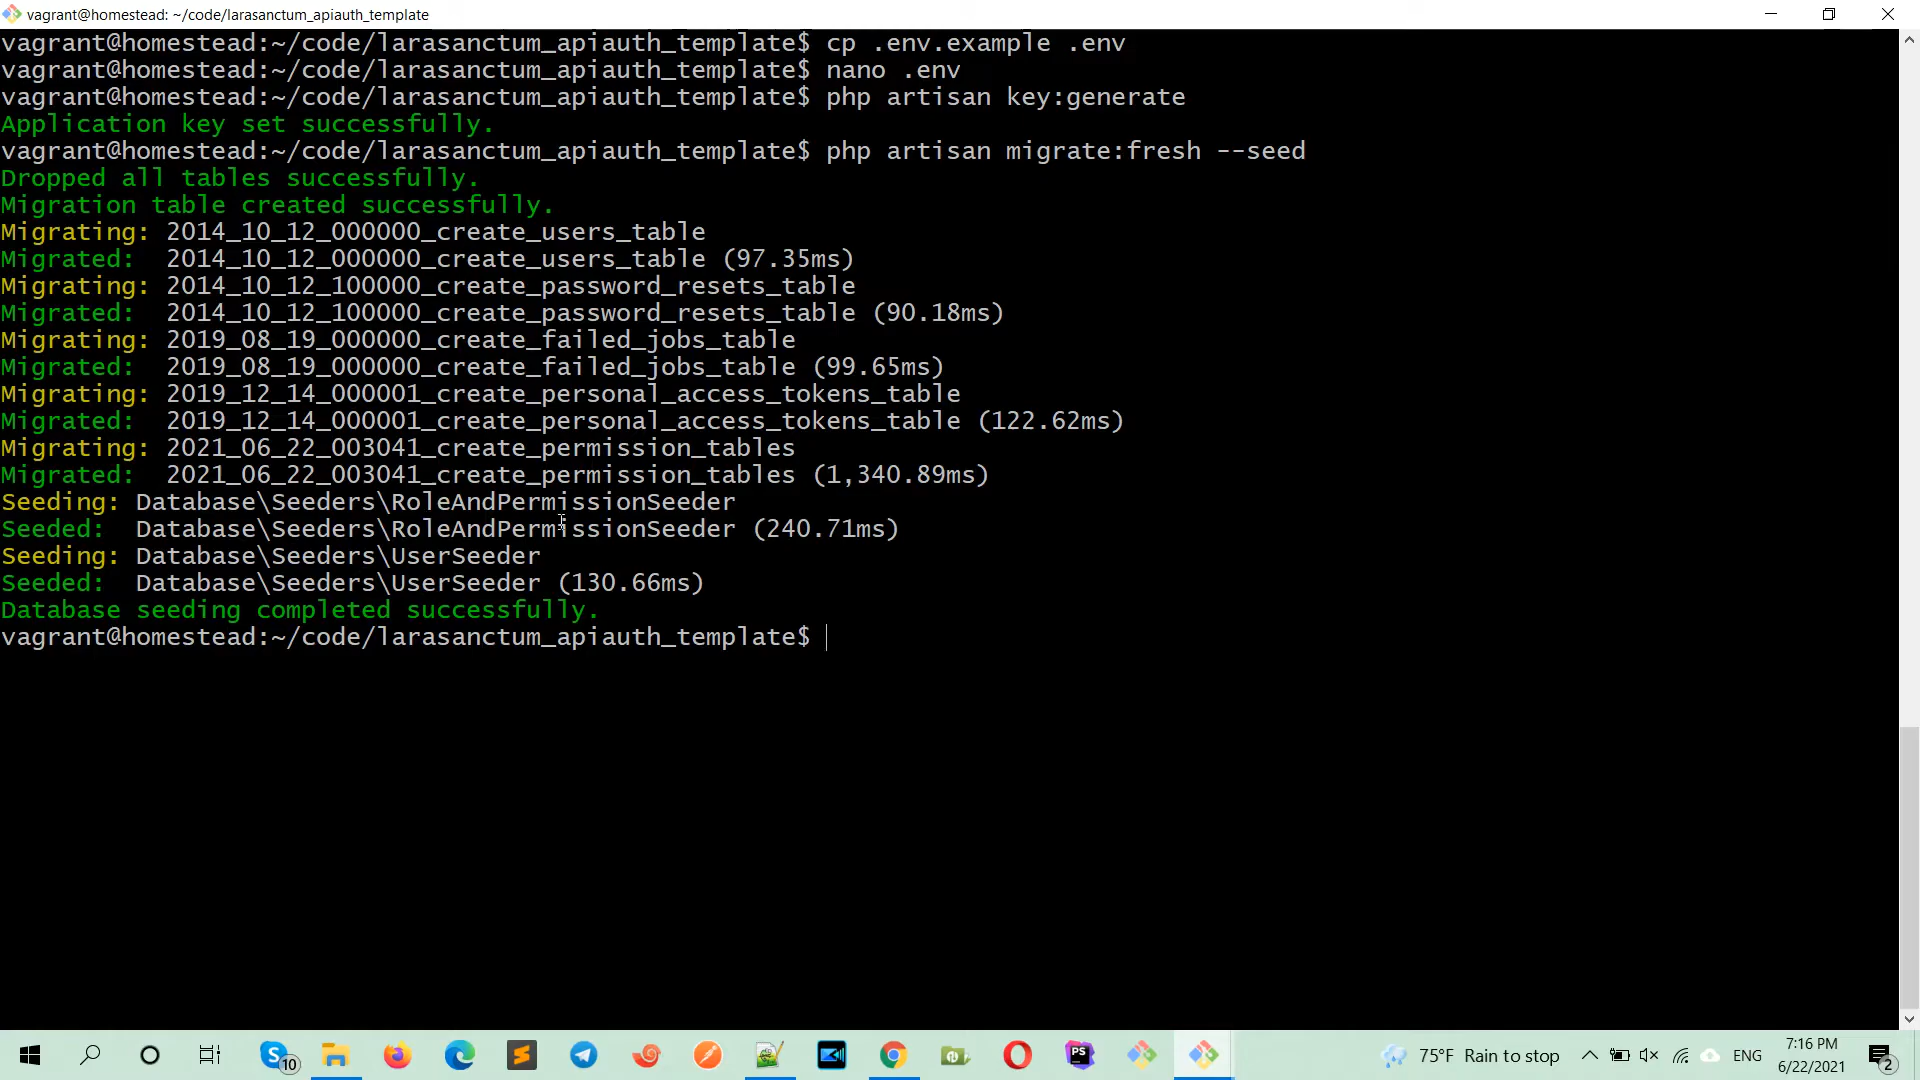 vagrant@homestead: ~/code/larasanctum_apiauth_template
vagrant@homestead:~/code/larasanctum_apiauth_template$ cp .env.example .env
vagrant@homestead:~/code/larasanctum_apiauth_template$ nano .env
vagrant@homestead:~/code/larasanctum_apiauth_template$ php artisan key:generate
Application key set successfully.
vagrant@homestead:~/code/larasanctum_apiauth_template$ php artisan migrate:fresh --seed
Dropped all tables successfully.
Migration table created successfully.
Migrating: 2014_10_12_000000_create_users_table
Migrated:  2014_10_12_000000_create_users_table (97.35ms)
Migrating: 2014_10_12_100000_create_password_resets_table
Migrated:  2014_10_12_100000_create_password_resets_table (90.18ms)
Migrating: 2019_08_19_000000_create_failed_jobs_table
Migrated:  2019_08_19_000000_create_failed_jobs_table (99.65ms)
Migrating: 2019_12_14_000001_create_personal_access_tokens_table
Migrated:  2019_12_14_000001_create_personal_access_tokens_table (122.62ms)
Migrating: 2021_06_22_003041_create_permission_tables
Migrated:  2021_06_22_003041_create_permission_tables (1,340.89ms)
Seeding: Database\Seeders\RoleAndPermissionSeeder
Seeded:  Database\Seeders\RoleAndPermissionSeeder (240.71ms)
Seeding: Database\Seeders\UserSeeder
Seeded:  Database\Seeders\UserSeeder (130.66ms)
Database seeding completed successfully.
vagrant@homestead:~/code/larasanctum_apiauth_template$
S 10
PS
75°F Rain to stop
ENG
7:16 PM
6/22/2021
2